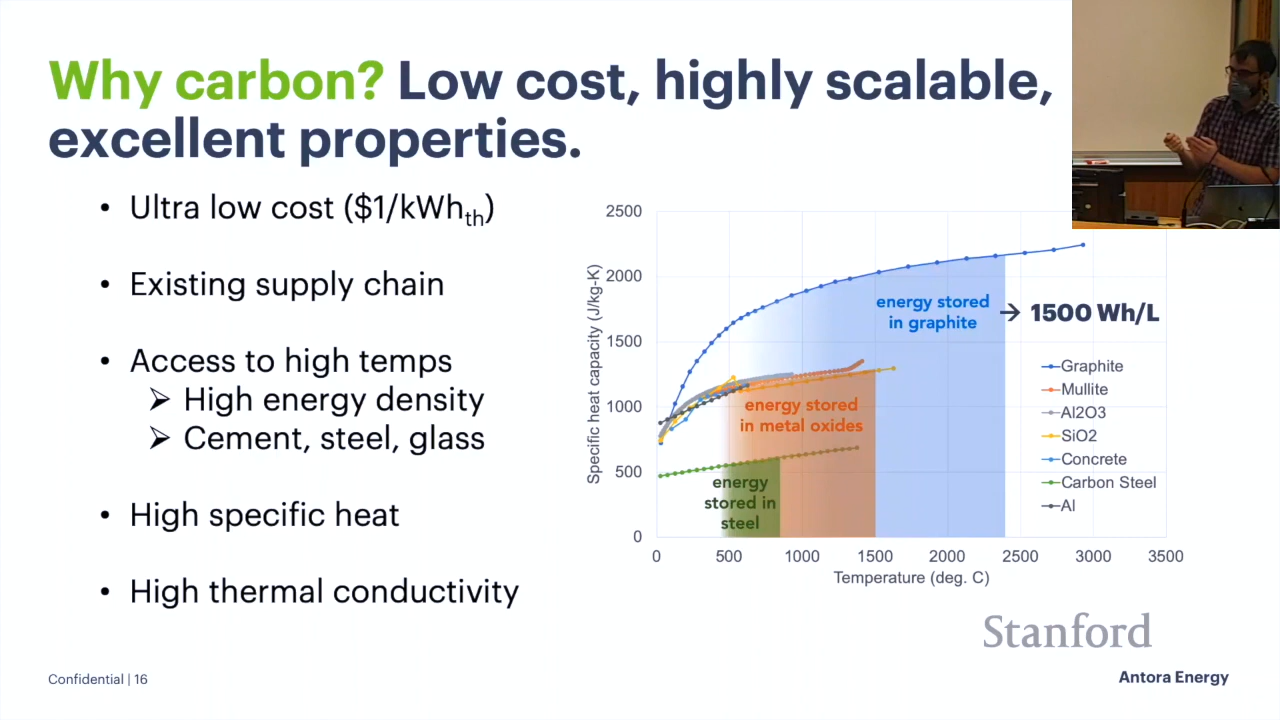 Why carbon? Low cost, highly scalable,
excellent properties.
• Ultra low cost ($1/kWhth)
• Existing supply chain
• Access to high temps
➢ High energy density
➢ Cement, steel, glass
• High specific heat
• High thermal conductivity
Specific heat capacity (J/kg-K)
2500
2000
1500
1000
500
0
0 500 1000 1500 2000 2500 3000 3500
Temperature (deg. C)
energy stored
in graphite
→ 1500 Wh/L
energy stored
in metal oxides
energy
stored in
steel
Graphite
Mullite
Al2O3
SiO2
Concrete
Carbon Steel
Al
Stanford
Confidential | 16
Antora Energy